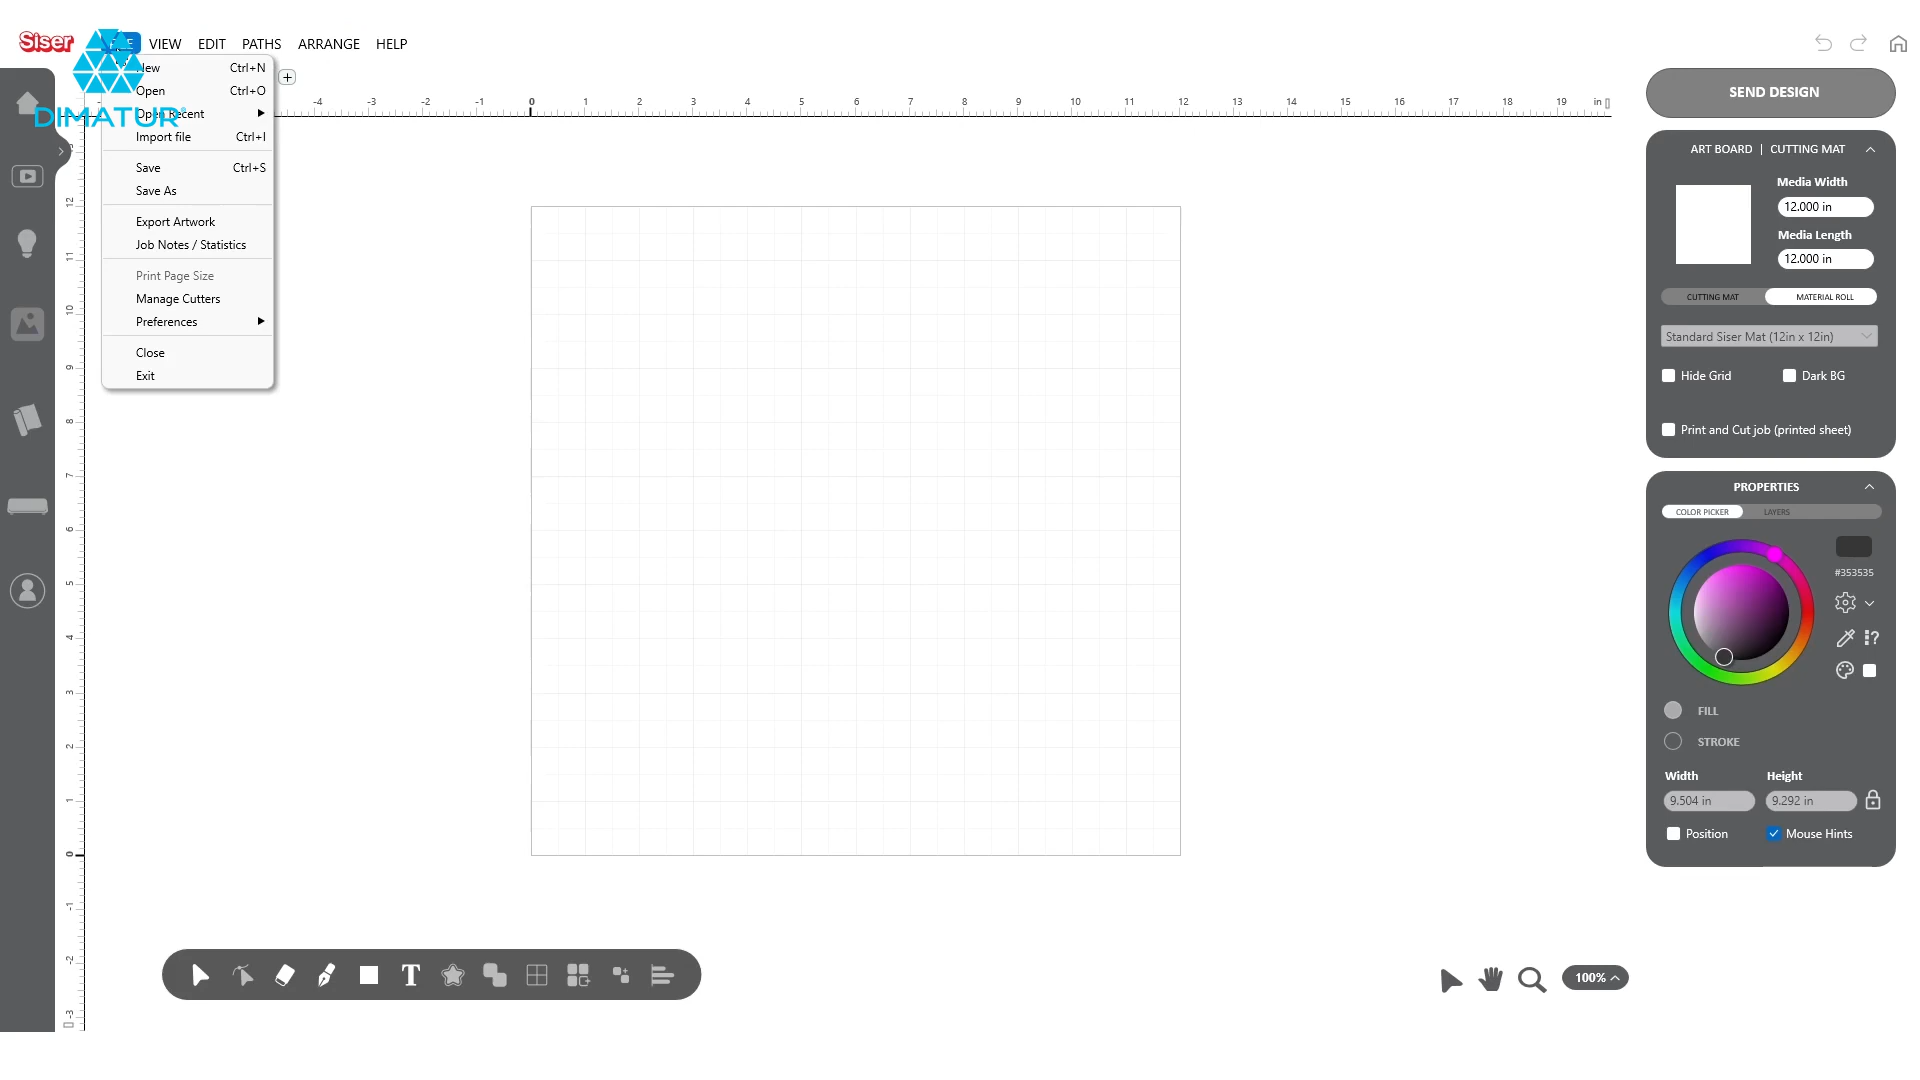 Siser
VIEW EDIT PATHS ARRANGE HELP
DIMATUR
New Ctrl+N
Open Ctrl+O
Open Recent
Import file Ctrl+I
Save Ctrl+S
Save As
Export Artwork
Job Notes / Statistics
Print Page Size
Manage Cutters
Preferences
Close
Exit
-4 -3 -2 -1 0 1 2 3 4 5 6 7 8 9 10 11 12 13 14 15 16 17 18 19 in
12
11
10
9
8
7
6
5
4
3
2
1
0
-1
-2
-3
100%
SEND DESIGN
ART BOARD | CUTTING MAT
Media Width
12.000 in
Media Length
12.000 in
CUTTING MAT MATERIAL ROLL
Standard Siser Mat (12in x 12in)
Hide Grid Dark BG
Print and Cut job (printed sheet)
PROPERTIES
COLOR PICKER LAYERS
#353535
FILL
STROKE
Width Height
9.504 in 9.292 in
Position Mouse Hints